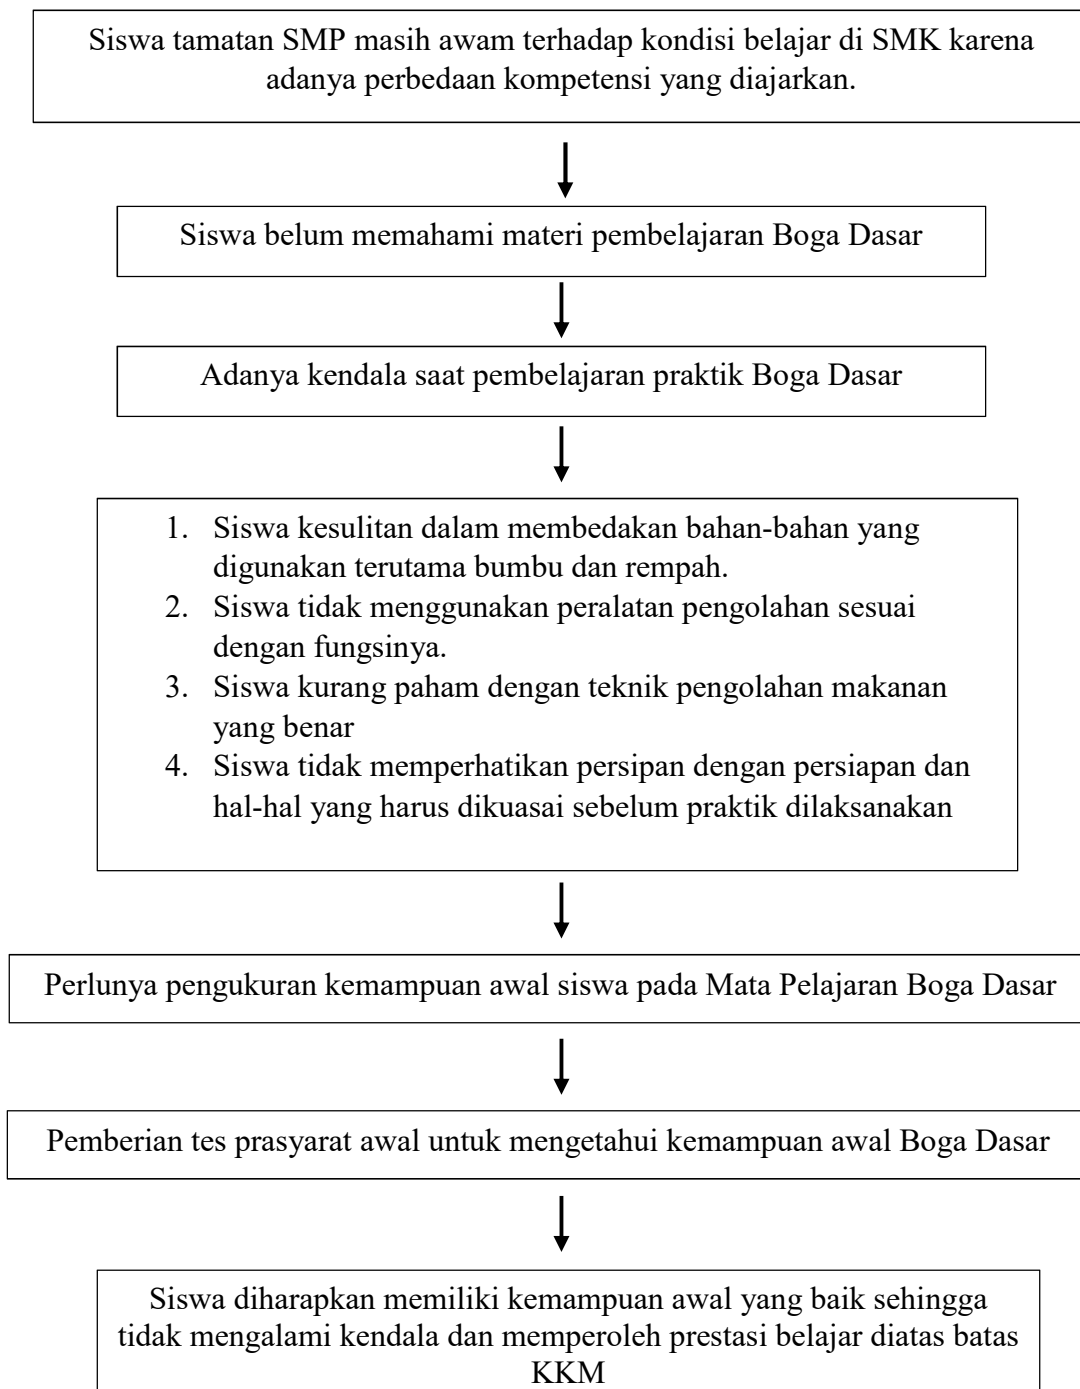 Siswa tamatan SMP masih awam terhadap kondisi belajar di SMK karena
adanya perbedaan kompetensi yang diajarkan.
Siswa belum memahami materi pembelajaran Boga Dasar
Adanya kendala saat pembelajaran praktik Boga Dasar
1. Siswa kesulitan dalam membedakan bahan-bahan yang
digunakan terutama bumbu dan rempah.
2. Siswa tidak menggunakan peralatan pengolahan sesuai
dengan fungsinya.
3. Siswa kurang paham dengan teknik pengolahan makanan
yang benar
4. Siswa tidak memperhatikan persipan dengan persiapan dan
hal-hal yang harus dikuasai sebelum praktik dilaksanakan
Perlunya pengukuran kemampuan awal siswa pada Mata Pelajaran Boga Dasar
Pemberian tes prasyarat awal untuk mengetahui kemampuan awal Boga Dasar
Siswa diharapkan memiliki kemampuan awal yang baik sehingga
tidak mengalami kendala dan memperoleh prestasi belajar diatas batas
KKM